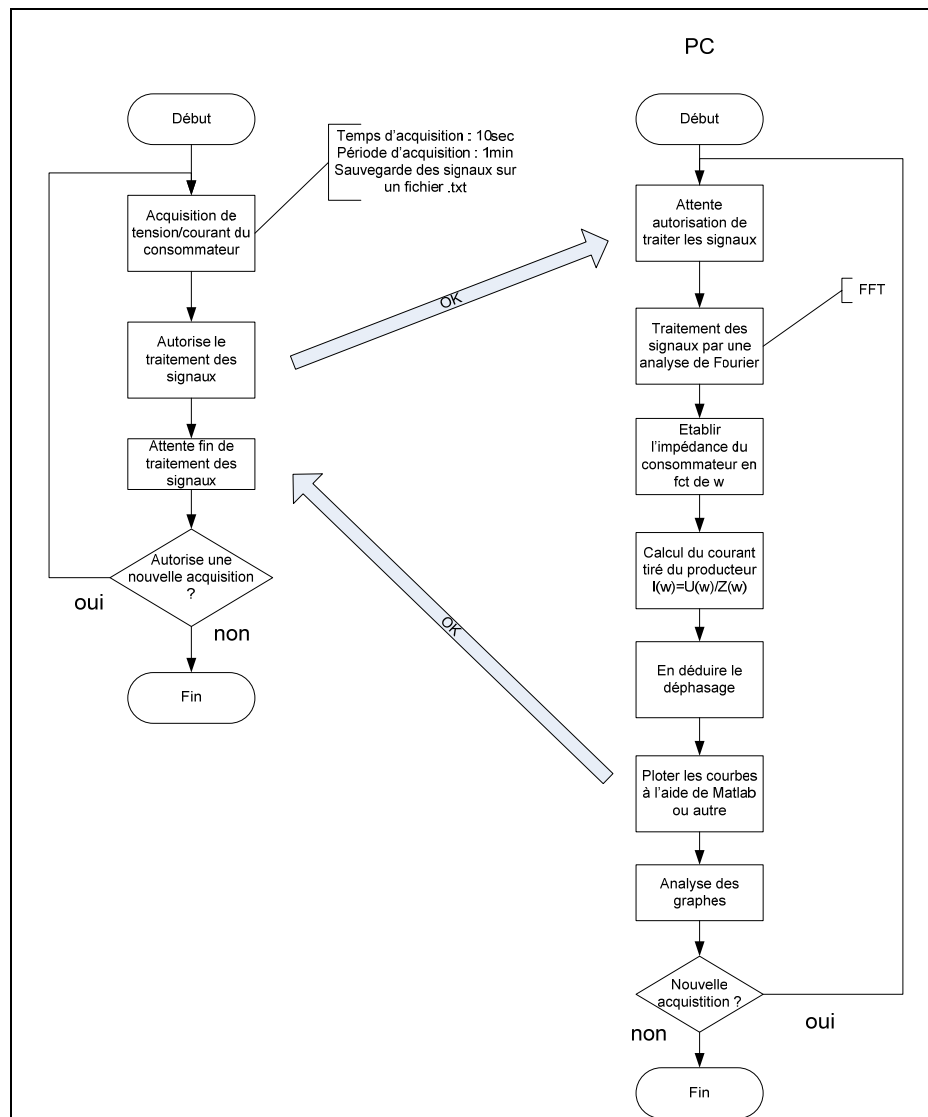 PC
Début
Temps d'acquisition : 10sec
Période d'acquisition : 1min
Sauvegarde des signaux sur
un fichier .txt
Acquisition de
tension/courant du
consommateur
Autorise le
traitement des
signaux
Attente fin de
traitement des
signaux
Autorise une
nouvelle acquisition
?
oui
non
Fin
OK
OK
Début
Attente
autorisation de
traiter les signaux
FFT
Traitement des
signaux par une
analyse de Fourier
Etablir
l'impédance du
consommateur en
fct de w
Calcul du courant
tiré du producteur
I(w)=U(w)/Z(w)
En déduire le
déphasage
Ploter les courbes
à l'aide de Matlab
ou autre
Analyse des
graphes
Nouvelle
acquistition ?
non
oui
Fin